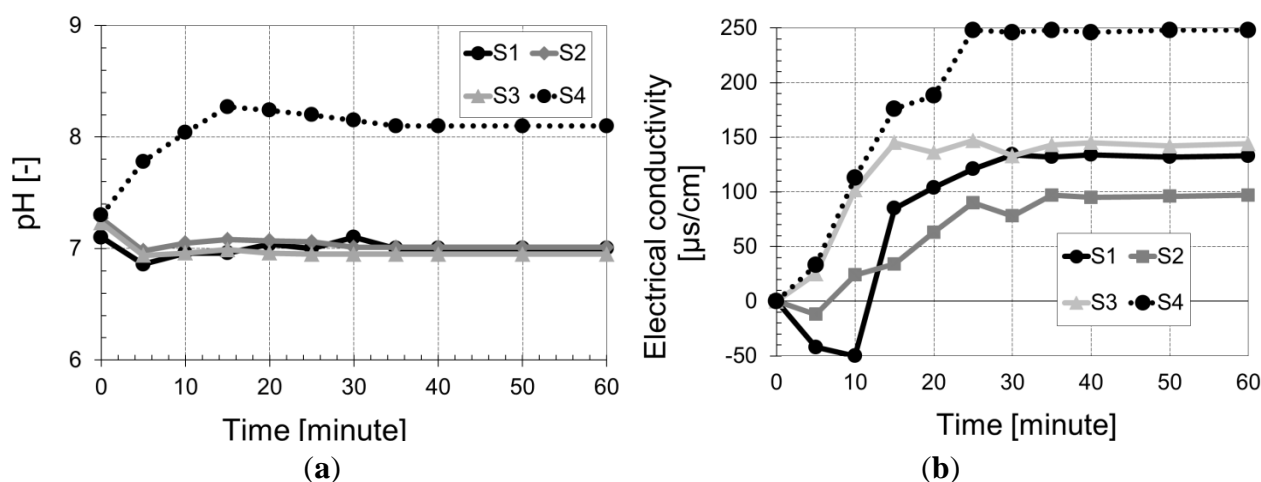 9
8
7
6
pH [-]
S1 S2
S3 S4
0 10 20 30 40 50 60
Time [minute]
(a)
250
200
150
100
50
0
-50
Electrical conductivity
[µs/cm]
S1 S2
S3 S4
0 10 20 30 40 50 60
Time [minute]
(b)